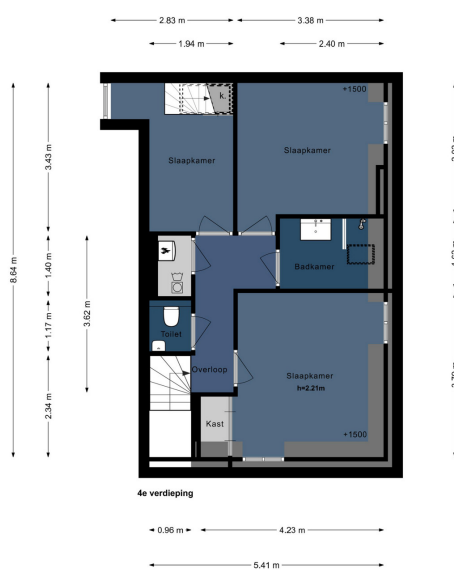 2.83 m
3.38 m
1.94 m
2.40 m
k.
+1500
Slaapkamer
Slaapkamer
3.43 m
8.64 m
Badkamer
1.40 m
3.62 m
1.17 m
Toilet
Overloop
Slaapkamer
h=2.21m
2.34 m
Kast
+1500
4e verdieping
0.96 m
4.23 m
5.41 m